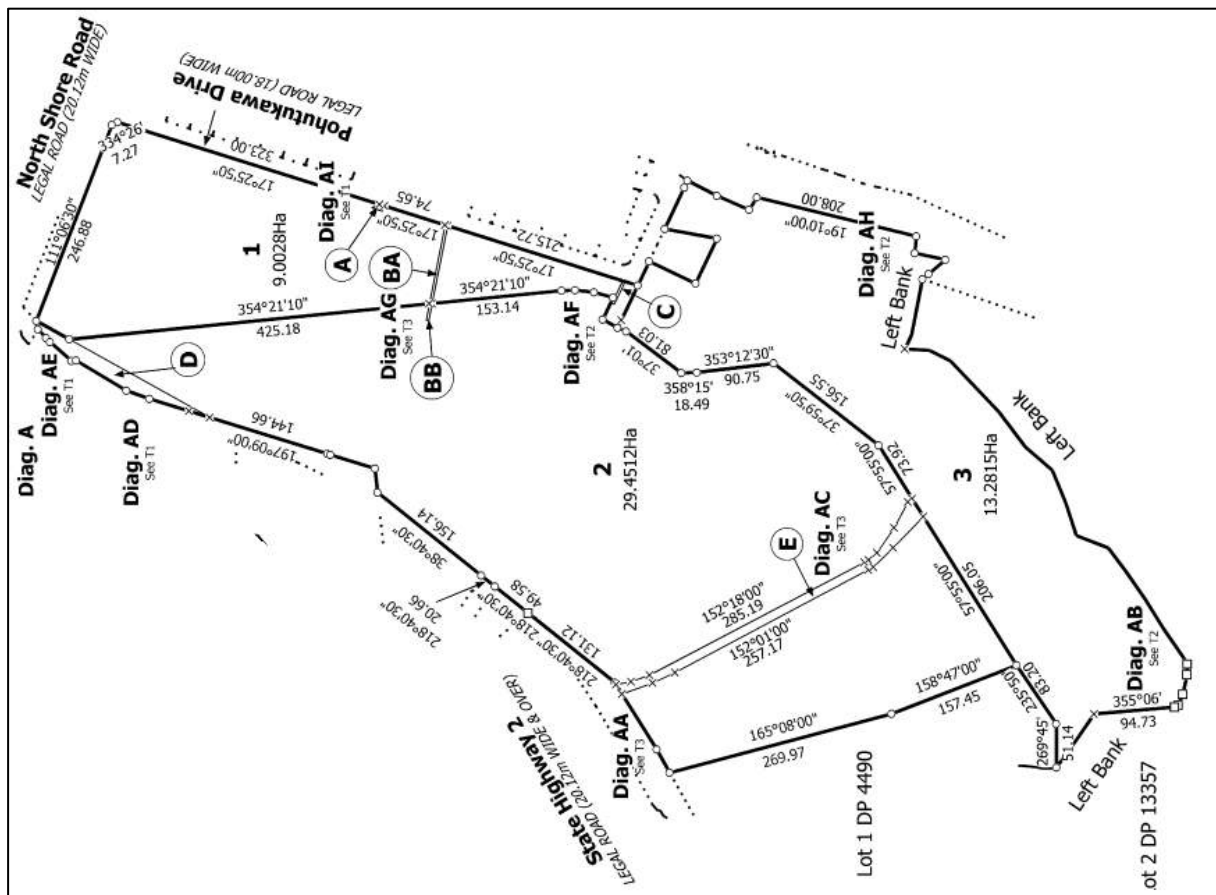 North Shore Road
LEGAL ROAD (20.12m WIDE)
334°26'
7.27
Pohutukawa Drive
LEGAL ROAD (18.00m WIDE)
111°06'30"
246.88
1
9.0028Ha
323.00
17°25'50"
Diag. AI
See T1
A
74.65
17°25'50"
BA
215.72
17°25'50"
Diag. A
Diag. AE
See T1
D
354°21'10"
425.18
Diag. AG
See T3
BB
354°21'10"
153.14
Diag. AF
See T2
C
Diag. AD
See T1
144.66
197°09'00"
81.03
37°01'
358°15'
18.49
353°12'30"
90.75
208.00
19°10'00"
Diag. AH
See T2
Left Bank
156.14
38°40'30"
20.66
218°40'30"
49.58
218°40'30"
131.12
218°40'30"
2
29.4512Ha
156.55
37°59'50"
73.92
57°55'00"
3
13.2815Ha
Left Bank
Diag. AC
See T3
E
152°18'00"
285.19
152°01'00"
257.17
206.05
57°55'00"
State Highway 2
LEGAL ROAD (20.12m WIDE & OVER)
Diag. AA
See T3
165°08'00"
269.97
158°47'00"
157.45
83.20
235°50'
269°45'
51.14
Diag. AB
See T2
355°06'
94.73
Left Bank
Lot 1 DP 4490
ot 2 DP 13357